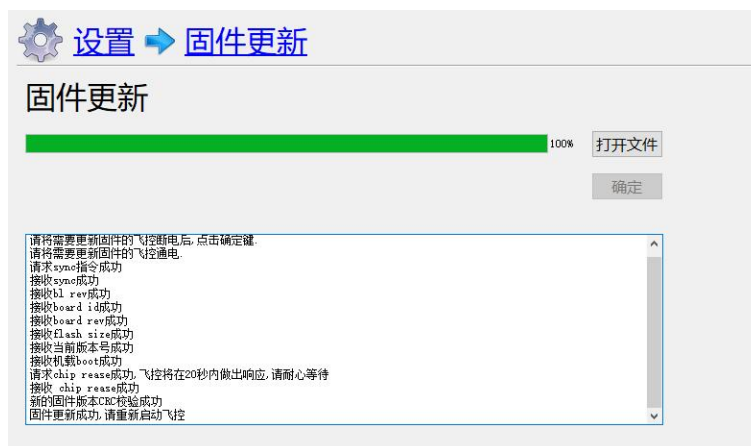 设置 固件更新
固件更新
100% 打开文件
确定
请将需要更新固件的飞控断电后, 点击确定键.
请将需要更新固件的飞控通电.
请求sync指令成功
接收sync成功
接收bl rev成功
接收board id成功
接收board rev成功
接收flash size成功
接收当前版本号成功
接收机载boot成功
请求chip rease成功, 飞控将在20秒内做出响应, 请耐心等待
接收 chip rease成功
新的固件版本CRC校验成功
固件更新成功, 请重新启动飞控